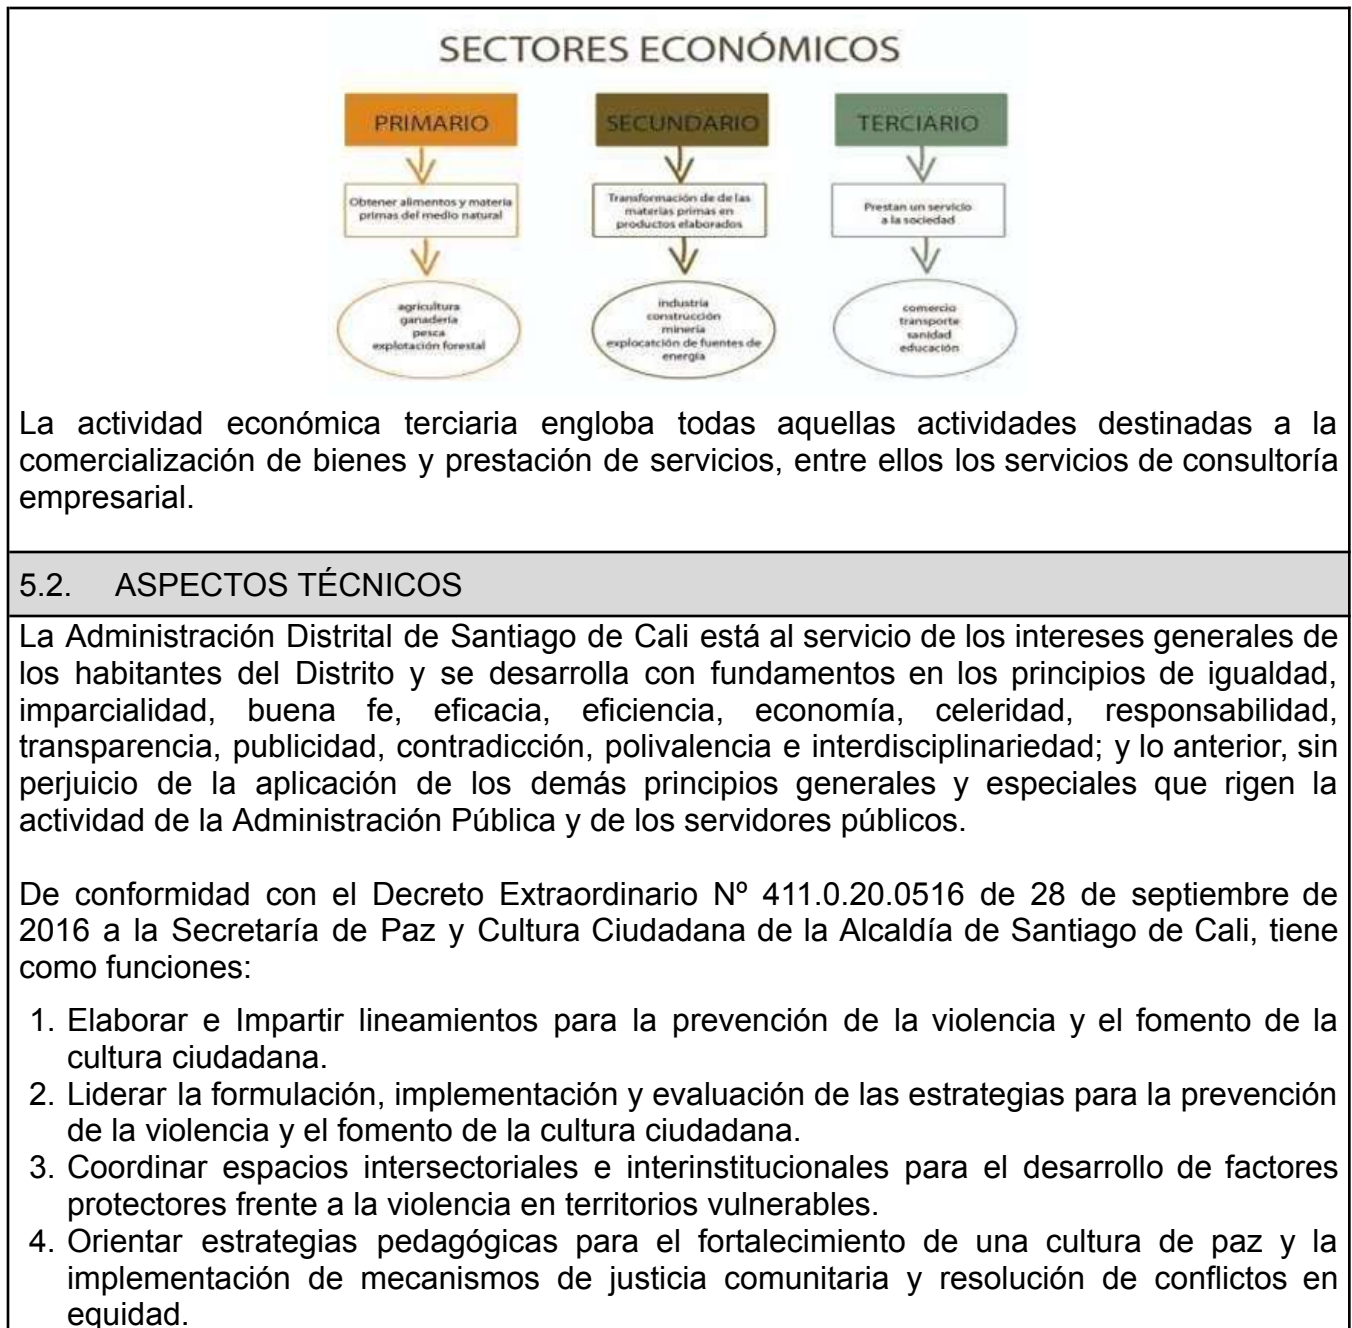 SECTORES ECONÓMICOS
PRIMARIO
SECUNDARIO
TERCIARIO
Obtener alimentos y materia
primas del medio natural
Transformación de de las
materias primas en
productos elaborados
Prestan un servicio
a la sociedad
agricultura
ganadería
pesca
explotación forestal
industria
construcción
minería
explocatción de fuentes de
energía
comercio
transporte
sanidad
educación
La actividad económica terciaria engloba todas aquellas actividades destinadas a la
comercialización de bienes y prestación de servicios, entre ellos los servicios de consultoría
empresarial.
5.2. ASPECTOS TÉCNICOS
La Administración Distrital de Santiago de Cali está al servicio de los intereses generales de
los habitantes del Distrito y se desarrolla con fundamentos en los principios de igualdad,
imparcialidad, buena fe, eficacia, eficiencia, economía, celeridad, responsabilidad,
transparencia, publicidad, contradicción, polivalencia e interdisciplinariedad; y lo anterior, sin
perjuicio de la aplicación de los demás principios generales y especiales que rigen la
actividad de la Administración Pública y de los servidores públicos.
De conformidad con el Decreto Extraordinario Nº 411.0.20.0516 de 28 de septiembre de
2016 a la Secretaría de Paz y Cultura Ciudadana de la Alcaldía de Santiago de Cali, tiene
como funciones:
1. Elaborar e Impartir lineamientos para la prevención de la violencia y el fomento de la
cultura ciudadana.
2. Liderar la formulación, implementación y evaluación de las estrategias para la prevención
de la violencia y el fomento de la cultura ciudadana.
3. Coordinar espacios intersectoriales e interinstitucionales para el desarrollo de factores
protectores frente a la violencia en territorios vulnerables.
4. Orientar estrategias pedagógicas para el fortalecimiento de una cultura de paz y la
implementación de mecanismos de justicia comunitaria y resolución de conflictos en
equidad.